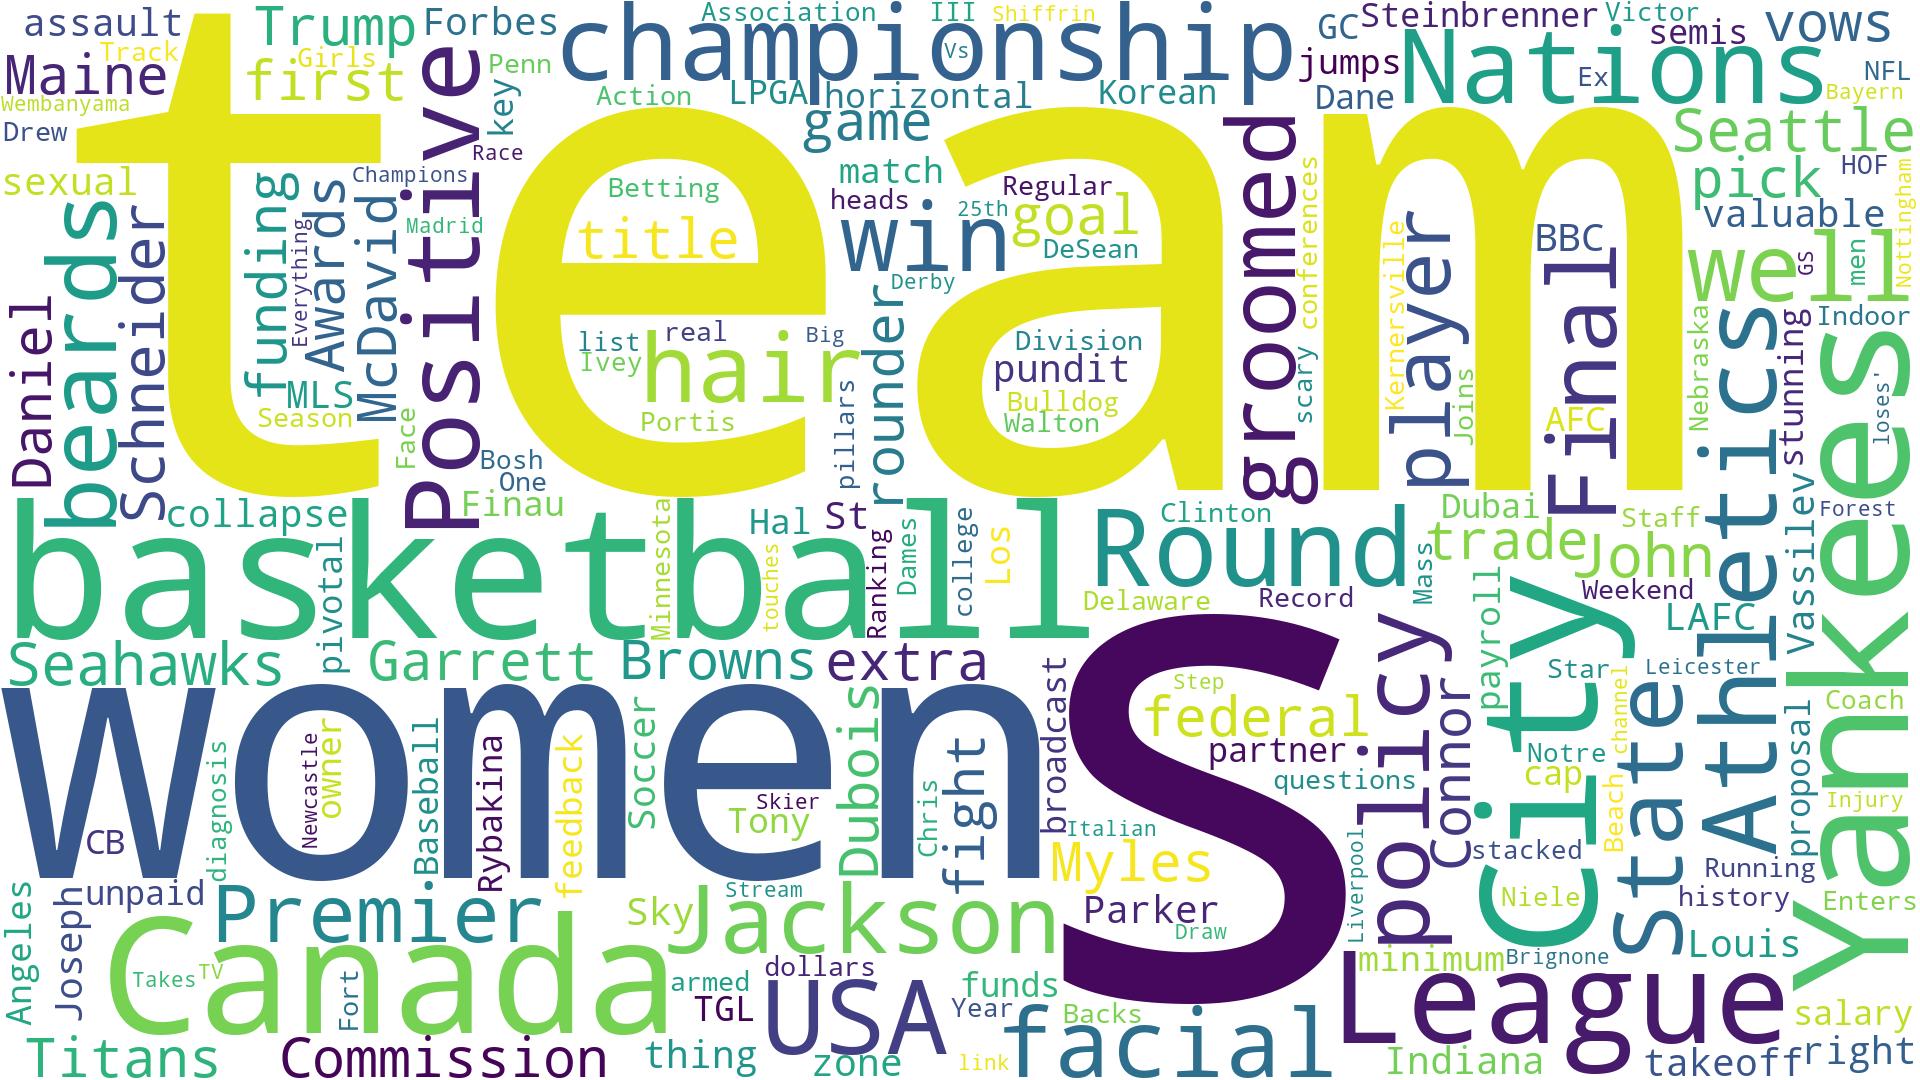 assault
Trump
Forbes
championship
Association
III
Shiffrin
Vs
GC
Steinbrenner
Victor
semis
vows
Track
Girls
Maine
first
Positive
Penn
key
jumps
Nations
Ex
NFL
Wembanyama
Action
LPGA
horizontal
Korean
Dane
Bayern
Drew
team
game
Race
groomed
Seattle
sexual
beards
Schneider
funding
Everything
Awards
McDavid
Champions
Madrid
Betting
title
match
heads
Regular
25th
win
goal
DeSean
Derby
conferences
scary
player
Kernersville
BBC
Final
pick
HOF
valuable
Nottingham
well
GS
men
Daniel
MLS
Season
Face
list
real
Big
Ivey
hair
Portis
pillars
rounder
Division
pundit
Bulldog
Walton
Joins
AFC
Nebraska
Athletics
stunning
Indoor
Yankees
loses'
Bosh
One
Finau
collapse
basketball
pivotal
Minnesota
Hal
touches
St
Ranking
Dames
college
Los
Round
Clinton
Mass
trade
Dubai
Staff
John
Vassilev
Forest
Delaware
Record
Weekend
Seahawks
Garrett
Browns
extra
broadcast
s
Step
federal
policy
payroll
City
Star
LAFC
Leicester
women
diagnosis
Newcastle
owner
Baseball
Rybakina
feedback
Soccer
Tony
Skier
Dubois
Chris
fight
partner
questions
Connor
Notre
cap
Beach
channel
State
proposal
Coach
Injury
CB
Italian
Myles
stacked
Running
history
Enters
Angeles
Joseph
unpaid
Premier
Sky
Stream
Jackson
Parker
Draw
Liverpool
Niele
Louis
Canada
Takes
TV
Fort
armed
dollars
TGL
USA
Year
funds
Backs
minimum
Brignone
League
salary
Titans
Commission
thing
zone
link
facial
Indiana
takeoff
right